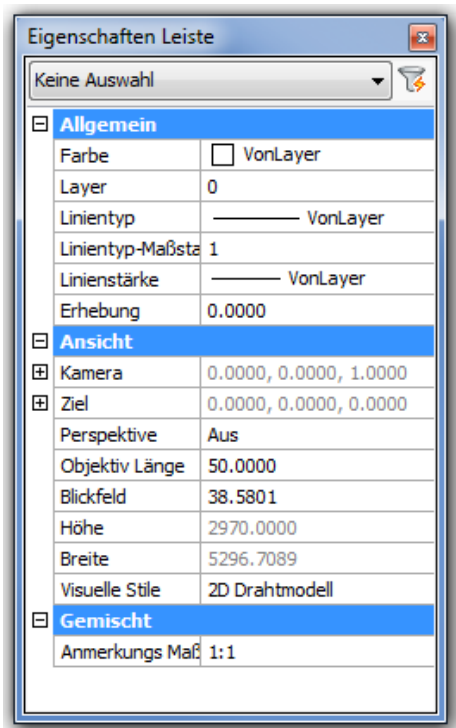 Eigenschaften Leiste
Keine Auswahl
Allgemein
Farbe VonLayer
Layer 0
Linientyp VonLayer
Linientyp-Maßsta 1
Linienstärke VonLayer
Erhebung 0.0000
Ansicht
Kamera 0.0000, 0.0000, 1.0000
Ziel 0.0000, 0.0000, 0.0000
Perspektive Aus
Objektiv Länge 50.0000
Blickfeld 38.5801
Höhe 2970.0000
Breite 5296.7089
Visuelle Stile 2D Drahtmodell
Gemischt
Anmerkungs Maß 1:1